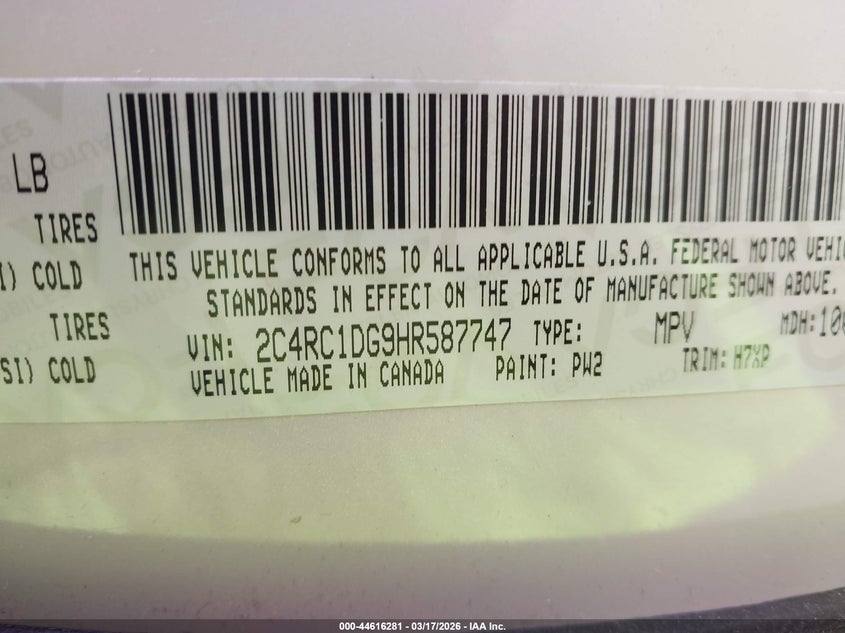 LB
TIRES
I) COLD
TIRES
SI) COLD
THIS VEHICLE CONFORMS TO ALL APPLICABLE U.S.A. FEDERAL MOTOR VEHIC
STANDARDS IN EFFECT ON THE DATE OF MANUFACTURE SHOWN ABOVE.
VIN: 2C4RC1DG9HR587747 TYPE: MPV MDH:10
VEHICLE MADE IN CANADA PAINT: PW2 TRIM: H7XP
000-44616281 - 03/17/2026 - IAA Inc.